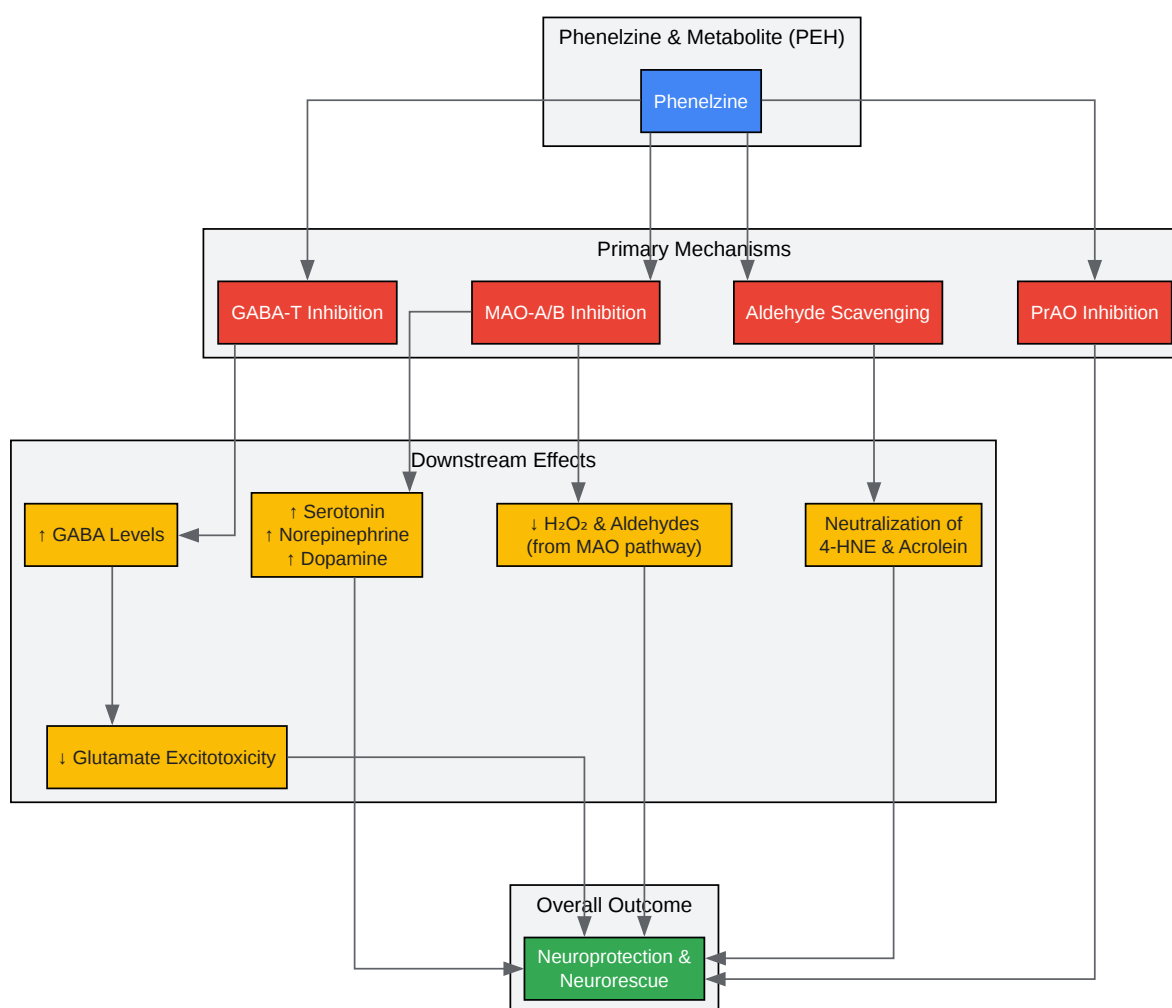 Phenelzine & Metabolite (PEH)
Phenelzine
Primary Mechanisms
GABA-T Inhibition
MAO-A/B Inhibition
Aldehyde Scavenging
PrAO Inhibition
Downstream Effects
↑ GABA Levels
↑ Serotonin
↑ Norepinephrine
↑ Dopamine
↓ H₂O₂ & Aldehydes
(from MAO pathway)
Neutralization of
4-HNE & Acrolein
↓ Glutamate Excitotoxicity
Overall Outcome
Neuroprotection &
Neurorescue